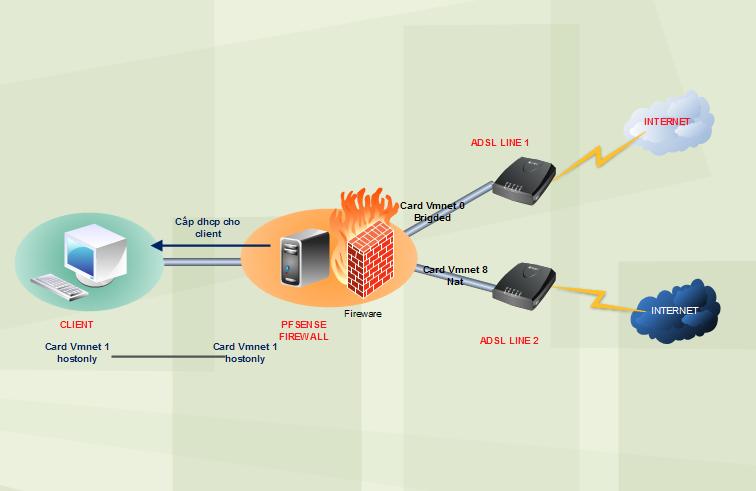 INTERNET
ADSL LINE 1
Card Vmnet 0
Brigded
Cấp dhcp cho
client
Card Vmnet 8
Nat
INTERNET
Fireware
CLIENT
PFSENSE
FIREWALL
ADSL LINE 2
Card Vmnet 1
hostonly
Card Vmnet 1
hostonly